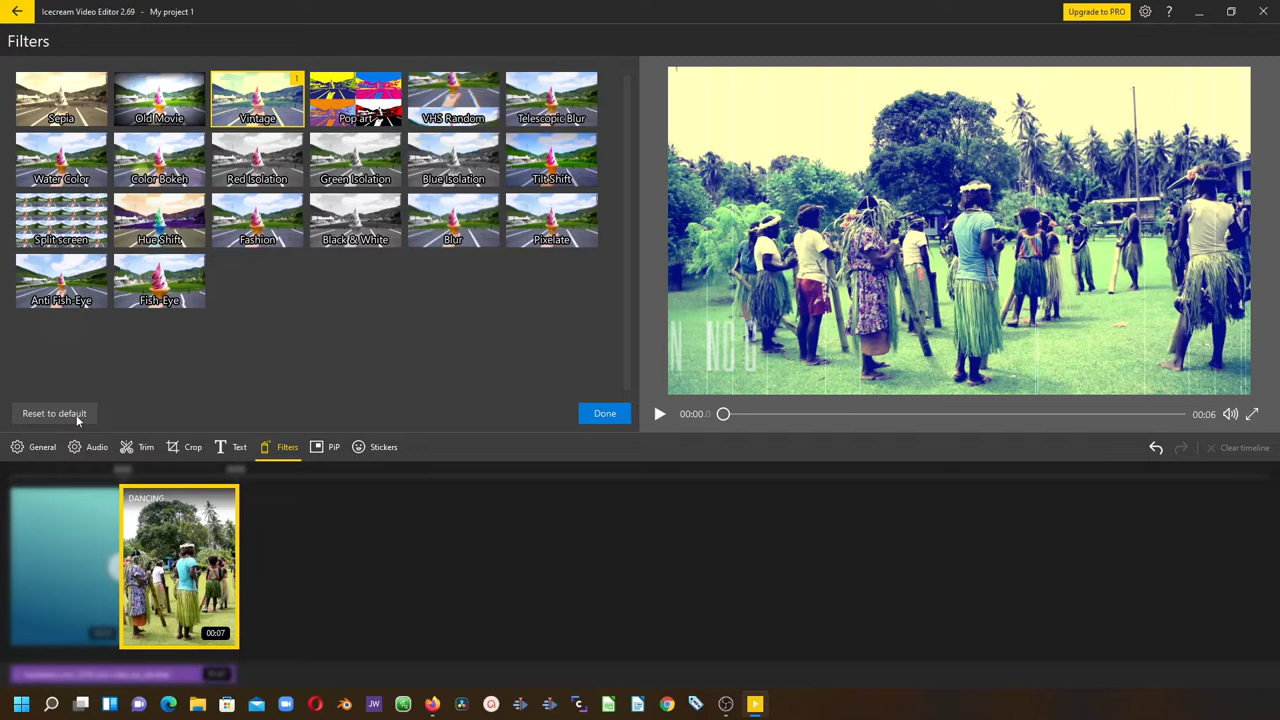 Icecream Video Editor 2.69 - My project 1
Upgrade to PRO
Filters
Sepia
Old Movie
Vintage
1
Pop art
VHS Random
Telescopic Blur
Water Color
Color Bokeh
Red Isolation
Green Isolation
Blue Isolation
Tilt Shift
Split screen
Hue Shift
Fashion
Black & White
Blur
Pixelate
Anti Fish-Eye
Fish-Eye
Reset to default
Done
00:00.0
00:06
General
Audio
Trim
Crop
Text
Filters
PiP
Stickers
Clear timeline
DANCING...
00:07
JW